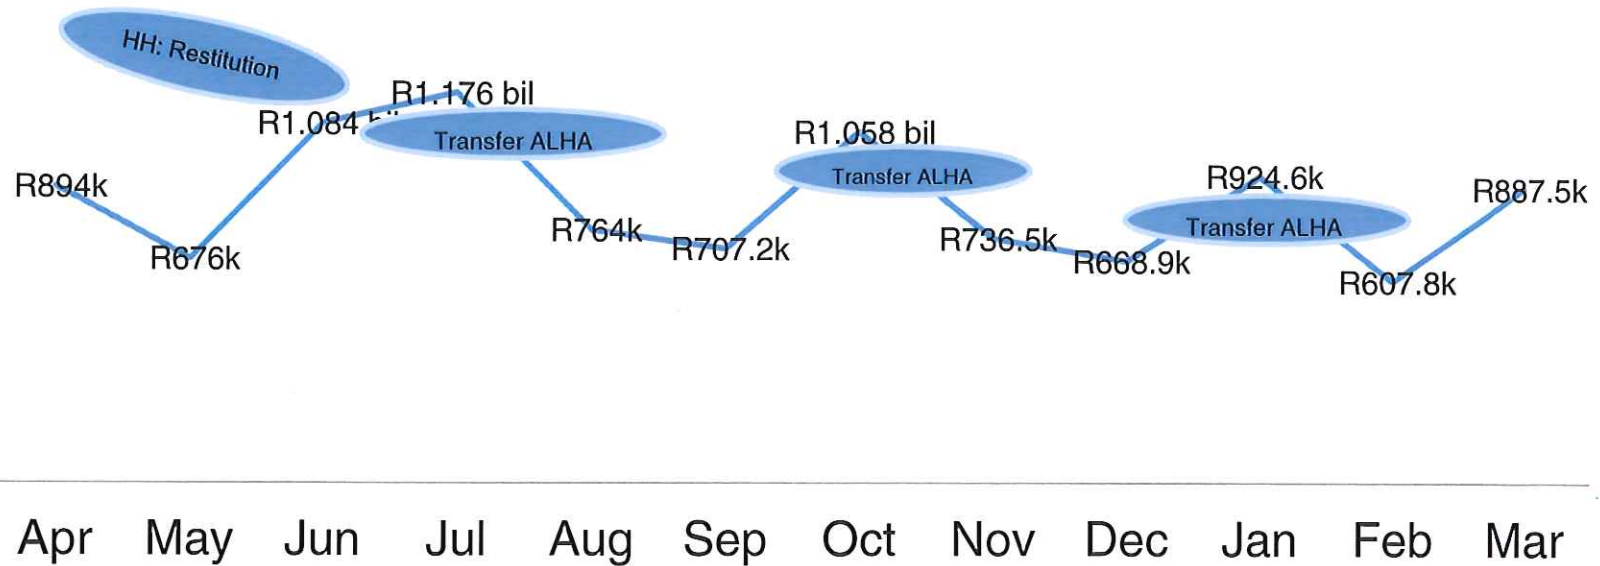 HH: Restitution
R1.176 bil
R1.084 bil
Transfer ALHA
R1.058 bil
Transfer ALHA
R894k
R924.6k
R887.5k
R764k
R707.2k
R736.5k
Transfer ALHA
R676k
R668.9k
R607.8k
Apr May Jun Jul Aug Sep Oct Nov Dec Jan Feb Mar